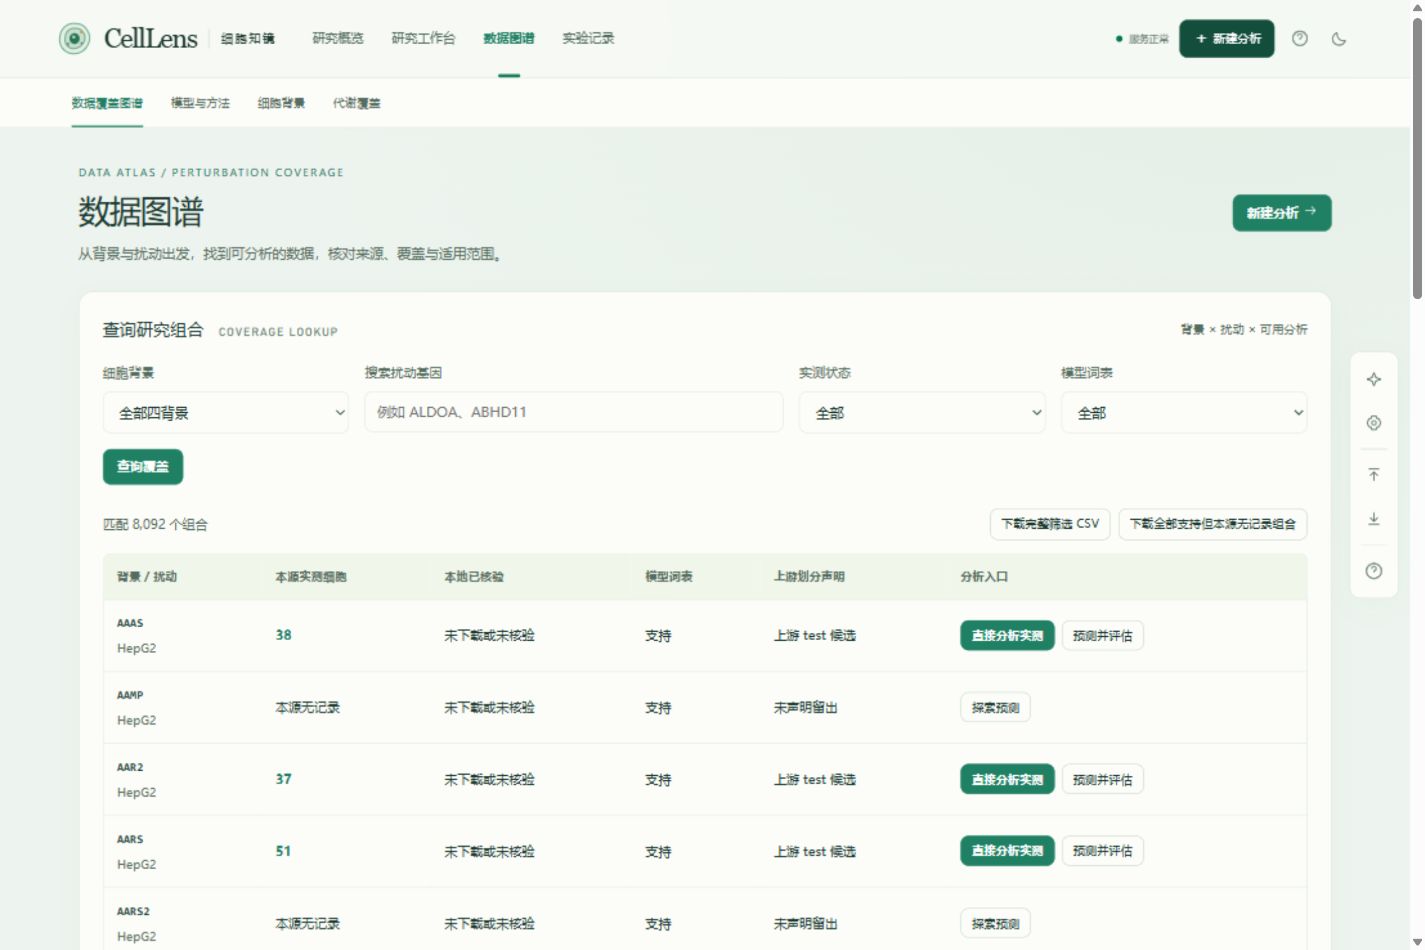 CellLens 细胞知镜 研究概览 研究工作台 数据图谱 实验记录 服务正常 + 新建分析
数据覆盖图谱 模型与方法 细胞背景 代谢覆盖
DATA ATLAS / PERTURBATION COVERAGE
数据图谱
新建分析 →
从背景与扰动出发，找到可分析的数据，核对来源、覆盖与适用范围。
查询研究组合 COVERAGE LOOKUP 背景 × 扰动 × 可用分析
细胞背景 搜索扰动基因 实测状态 模型词表
全部四背景 例如 ALDOA、ABHD11 全部 全部
查询覆盖
匹配 8,092 个组合 下载完整筛选 CSV 下载全部支持但本源无记录组合
背景 / 扰动 本源实测细胞 本地已核验 模型词表 上游划分声明 分析入口
AAAS
HepG2 38 未下载或未核验 支持 上游 test 候选 直接分析实测 预测并评估
AAMP
HepG2 本源无记录 未下载或未核验 支持 未声明留出 探索预测
AAR2
HepG2 37 未下载或未核验 支持 上游 test 候选 直接分析实测 预测并评估
AARS
HepG2 51 未下载或未核验 支持 上游 test 候选 直接分析实测 预测并评估
AARS2
HepG2 本源无记录 未下载或未核验 支持 未声明留出 探索预测